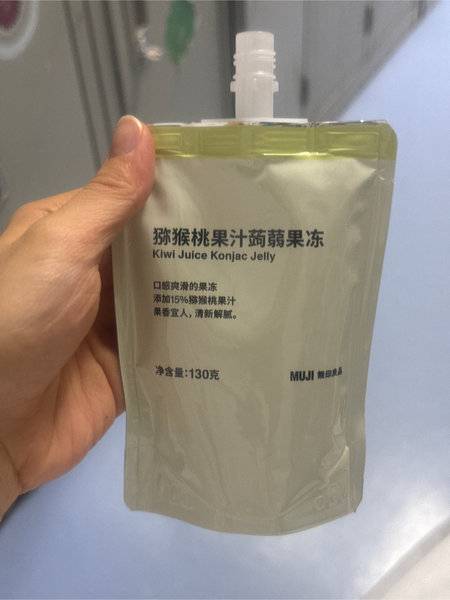 猕猴桃果汁蒟蒻果冻
Kiwi Juice Konjac Jelly
口感爽滑的果冻
添加15%猕猴桃果汁
果香宜人，清新解腻。
净含量：130克
MUJI 無印良品